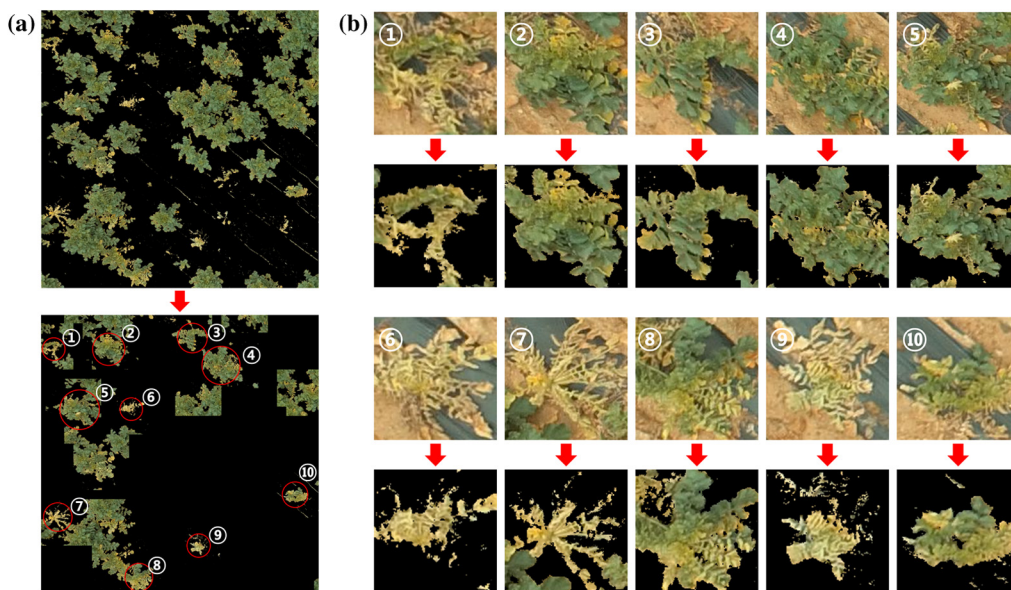 (a)
① ② ③ ④ ⑤ ⑥ ⑦ ⑧ ⑨ ⑩
(b)
① ② ③ ④ ⑤
⑥ ⑦ ⑧ ⑨ ⑩